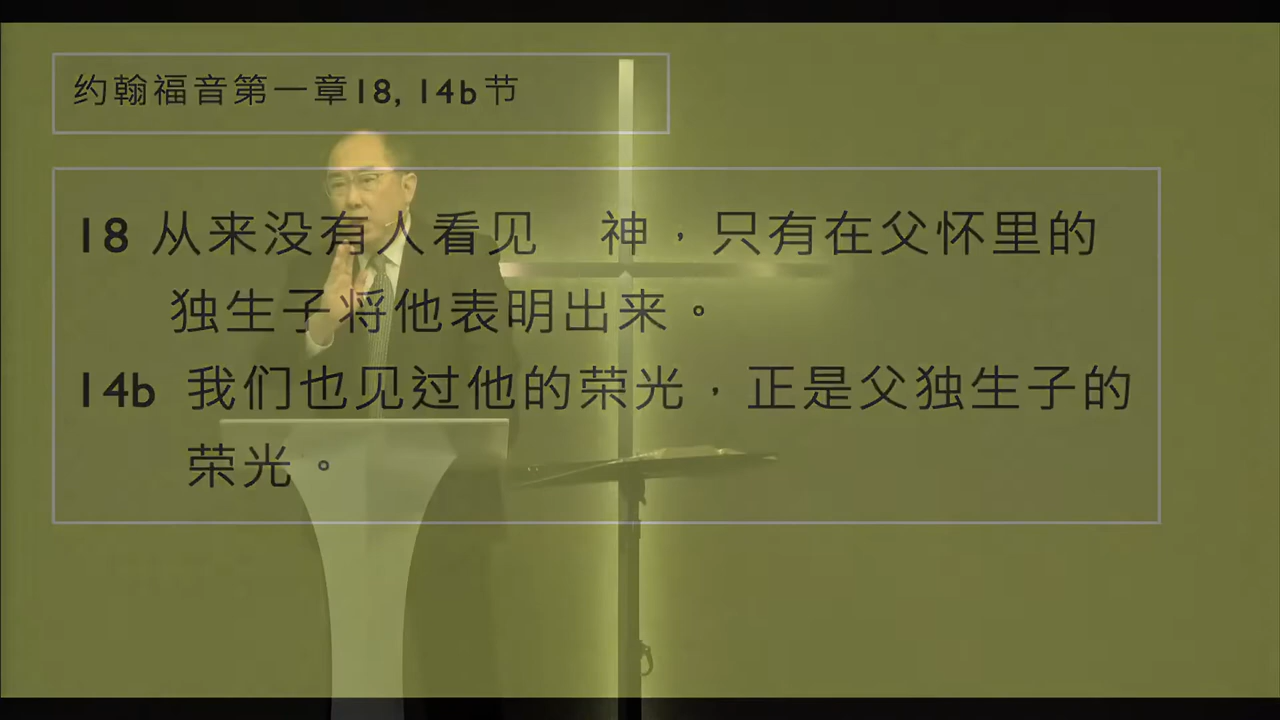 约翰福音第一章18, 14b节
18 从来没有人看见　神，只有在父怀里的
独生子将他表明出来。
14b 我们也见过他的荣光，正是父独生子的
荣光。